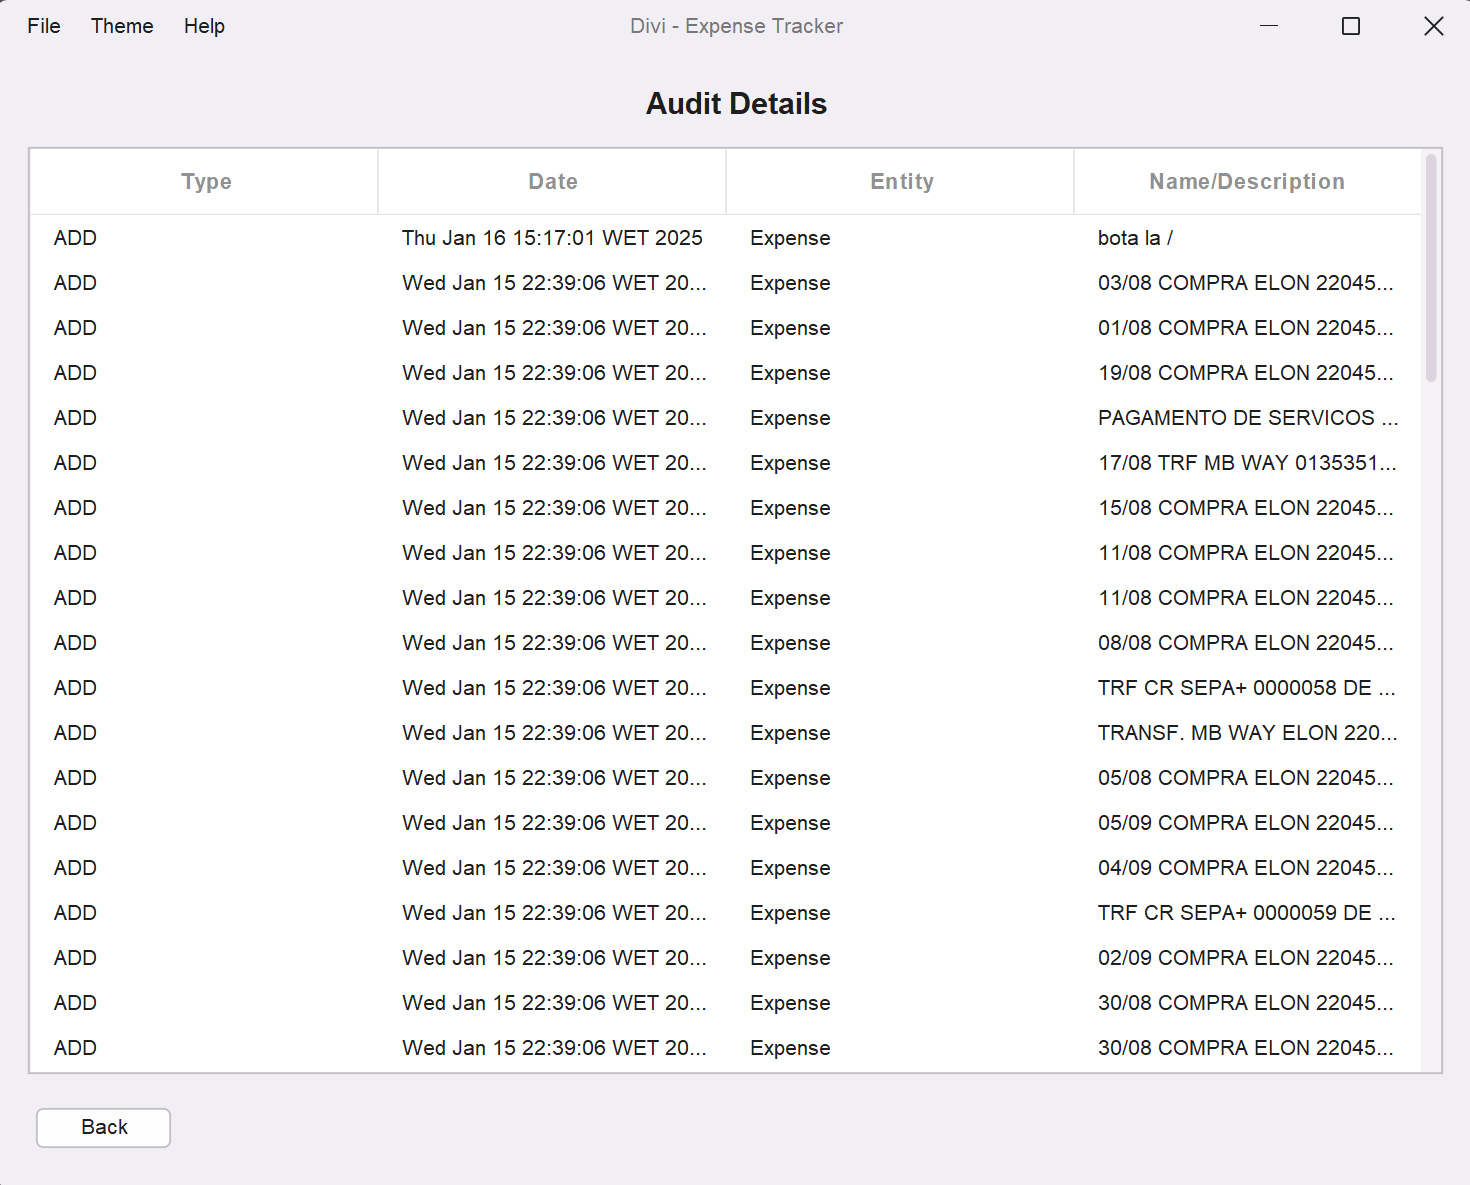 File Theme Help Divi - Expense Tracker
Audit Details
Type Date Entity Name/Description
ADD Thu Jan 16 15:17:01 WET 2025 Expense bota la /
ADD Wed Jan 15 22:39:06 WET 20... Expense 03/08 COMPRA ELON 22045...
ADD Wed Jan 15 22:39:06 WET 20... Expense 01/08 COMPRA ELON 22045...
ADD Wed Jan 15 22:39:06 WET 20... Expense 19/08 COMPRA ELON 22045...
ADD Wed Jan 15 22:39:06 WET 20... Expense PAGAMENTO DE SERVICOS ...
ADD Wed Jan 15 22:39:06 WET 20... Expense 17/08 TRF MB WAY 0135351...
ADD Wed Jan 15 22:39:06 WET 20... Expense 15/08 COMPRA ELON 22045...
ADD Wed Jan 15 22:39:06 WET 20... Expense 11/08 COMPRA ELON 22045...
ADD Wed Jan 15 22:39:06 WET 20... Expense 11/08 COMPRA ELON 22045...
ADD Wed Jan 15 22:39:06 WET 20... Expense 08/08 COMPRA ELON 22045...
ADD Wed Jan 15 22:39:06 WET 20... Expense TRF CR SEPA+ 0000058 DE ...
ADD Wed Jan 15 22:39:06 WET 20... Expense TRANSF. MB WAY ELON 220...
ADD Wed Jan 15 22:39:06 WET 20... Expense 05/08 COMPRA ELON 22045...
ADD Wed Jan 15 22:39:06 WET 20... Expense 05/09 COMPRA ELON 22045...
ADD Wed Jan 15 22:39:06 WET 20... Expense 04/09 COMPRA ELON 22045...
ADD Wed Jan 15 22:39:06 WET 20... Expense TRF CR SEPA+ 0000059 DE ...
ADD Wed Jan 15 22:39:06 WET 20... Expense 02/09 COMPRA ELON 22045...
ADD Wed Jan 15 22:39:06 WET 20... Expense 30/08 COMPRA ELON 22045...
ADD Wed Jan 15 22:39:06 WET 20... Expense 30/08 COMPRA ELON 22045...
Back